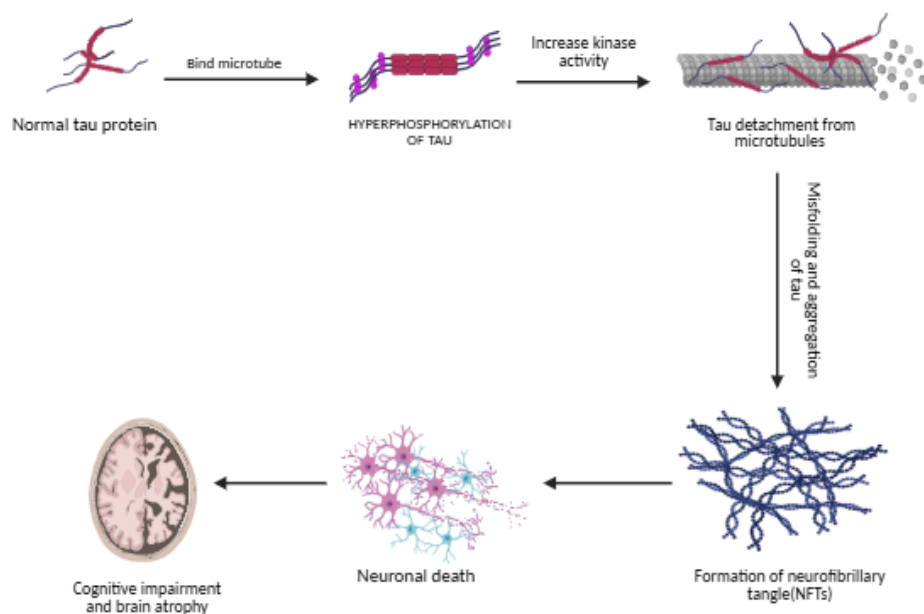 Normal tau protein
Bind microtube
HYPERPHOSPHORYLATION
OF TAU
Increase kinase
activity
Tau detachment from
microtubules
Misfolding and aggregation
of tau
Formation of neurofibrillary
tangle(NFTs)
Neuronal death
Cognitive impairment
and brain atrophy